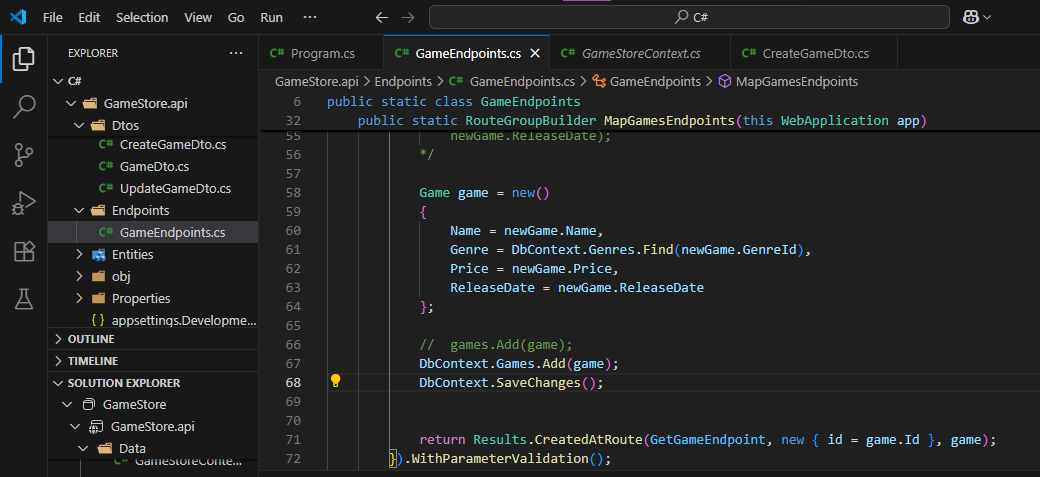 File Edit Selection View Go Run ··· ← → C#
EXPLORER ···
C#
GameStore.api
Dtos
C# CreateGameDto.cs
C# GameDto.cs
C# UpdateGameDto.cs
Endpoints
C# GameEndpoints.cs
Entities
obj
Properties
{} appsettings.Developme...
OUTLINE
TIMELINE
SOLUTION EXPLORER
GameStore
GameStore.api
Data
C# GameStoreConte...
C# Program.cs C# GameEndpoints.cs × C# GameStoreContext.cs C# CreateGameDto.cs
GameStore.api > Endpoints > C# GameEndpoints.cs > GameEndpoints > MapGamesEndpoints
6 public static class GameEndpoints
32 public static RouteGroupBuilder MapGamesEndpoints(this WebApplication app)
55 newGame.ReleaseDate);
56 */
57
58 Game game = new()
59 {
60 Name = newGame.Name,
61 Genre = DbContext.Genres.Find(newGame.GenreId),
62 Price = newGame.Price,
63 ReleaseDate = newGame.ReleaseDate
64 };
65
66 //  games.Add(game);
67 DbContext.Games.Add(game);
68 DbContext.SaveChanges();
69
70
71 return Results.CreatedAtRoute(GetGameEndpoint, new { id = game.Id }, game);
72 }).WithParameterValidation();